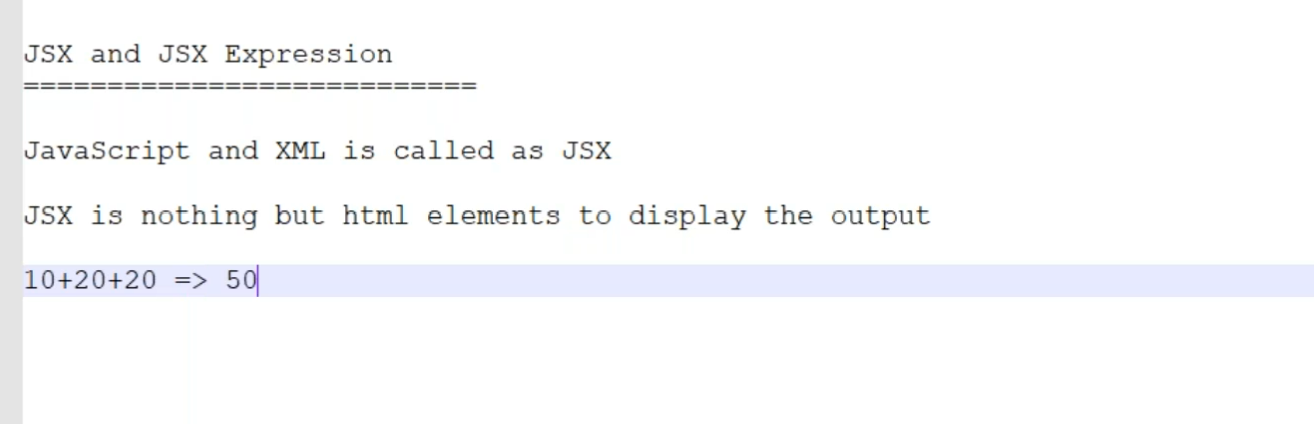 JSX and JSX Expression
===========================
JavaScript and XML is called as JSX
JSX is nothing but html elements to display the output
10+20+20 => 50